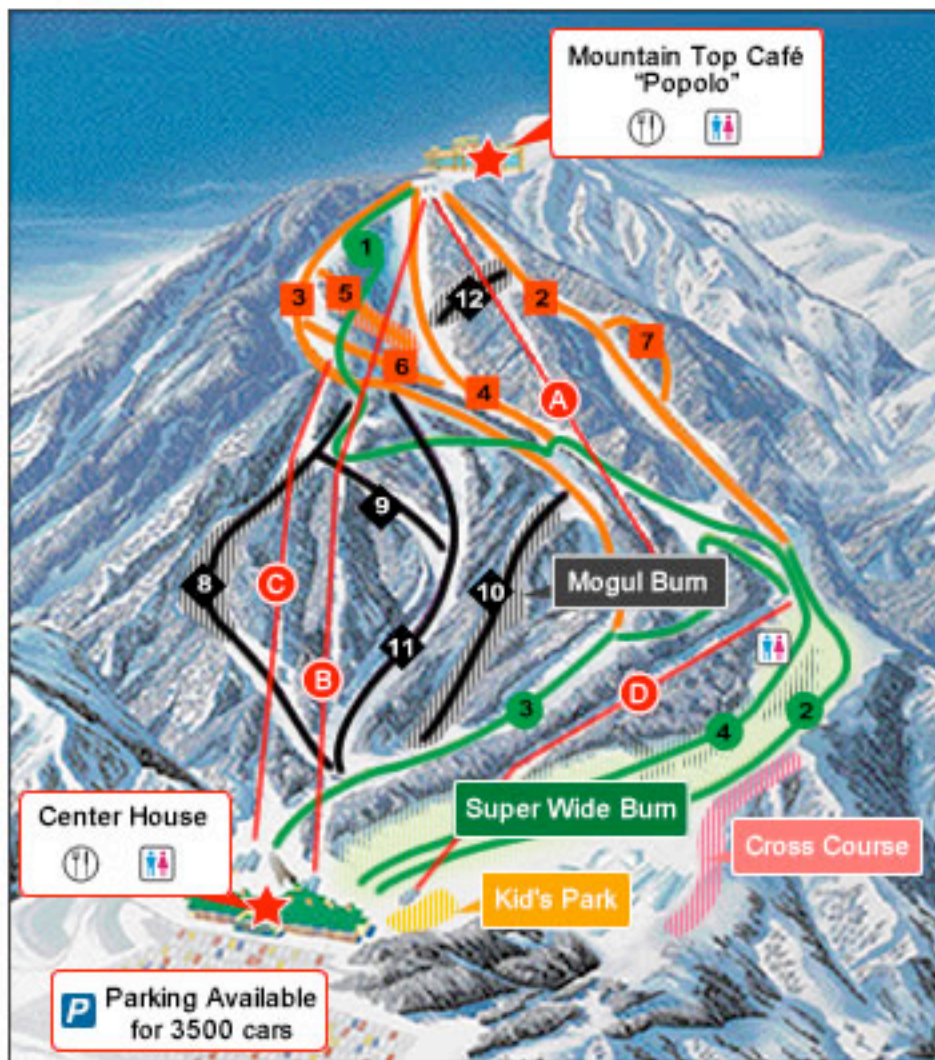 Mountain Top Café
“Popolo”
1
3
5
12
2
7
6
4
A
9
8
C
10
Mogul Burn
11
B
D
3
4
2
Super Wide Burn
Center House
Cross Course
Kid's Park
P Parking Available
for 3500 cars